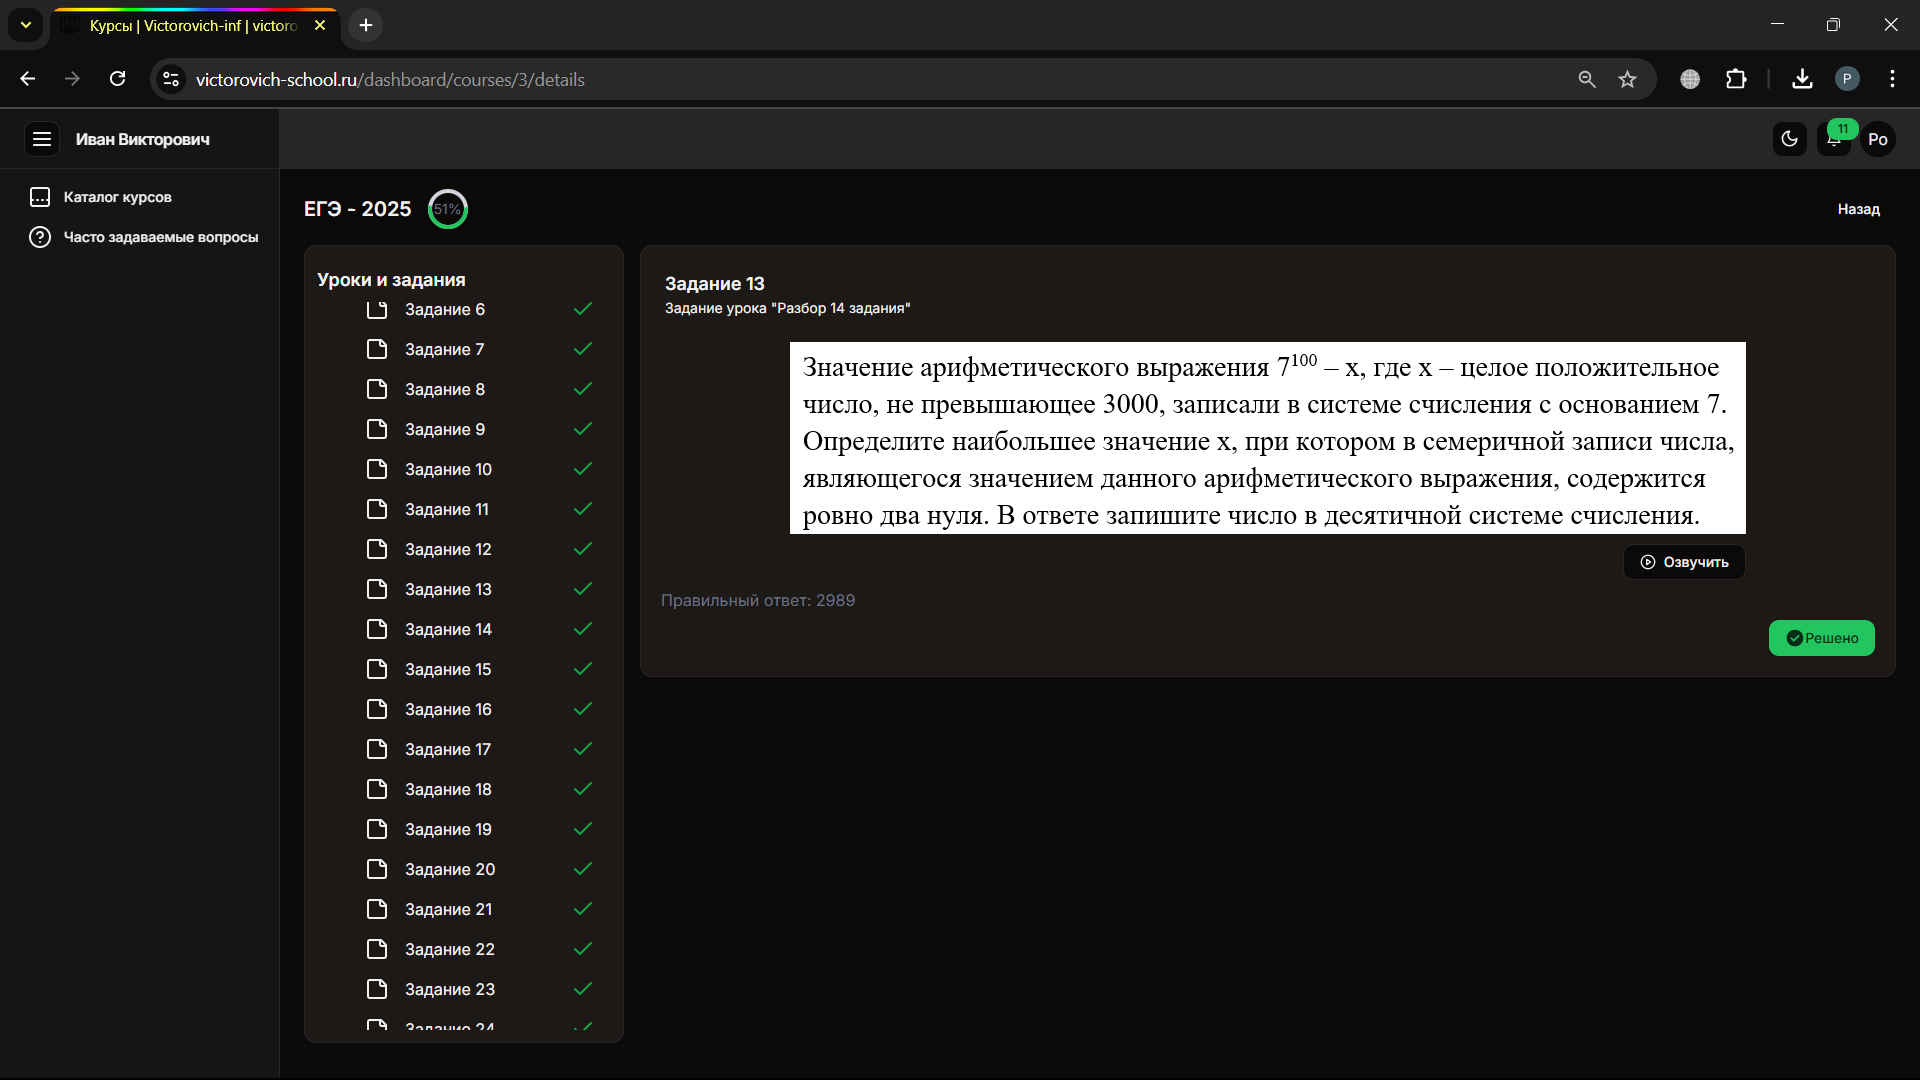 Курсы | Victorovich-inf | victoro
victorovich-school.ru/dashboard/courses/3/details
P
Иван Викторович
11
Po
Каталог курсов
Часто задаваемые вопросы
ЕГЭ - 2025
51%
Назад
Уроки и задания
Задание 6
Задание 7
Задание 8
Задание 9
Задание 10
Задание 11
Задание 12
Задание 13
Задание 14
Задание 15
Задание 16
Задание 17
Задание 18
Задание 19
Задание 20
Задание 21
Задание 22
Задание 23
Задание 24
Задание 13
Задание урока "Разбор 14 задания"
Значение арифметического выражения 7¹⁰⁰ – x, где x – целое положительное
число, не превышающее 3000, записали в системе счисления с основанием 7.
Определите наибольшее значение x, при котором в семеричной записи числа,
являющегося значением данного арифметического выражения, содержится
ровно два нуля. В ответе запишите число в десятичной системе счисления.
Озвучить
Правильный ответ: 2989
Решено